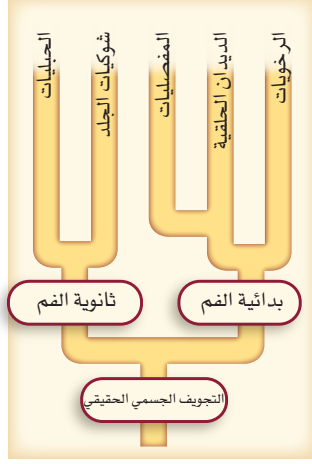 الرخويات
الديدان الحلقية
المفصليات
شوكيات الجلد
الحبليات
بدائية الفم
ثانوية الفم
التجويف الجسمي الحقيقي